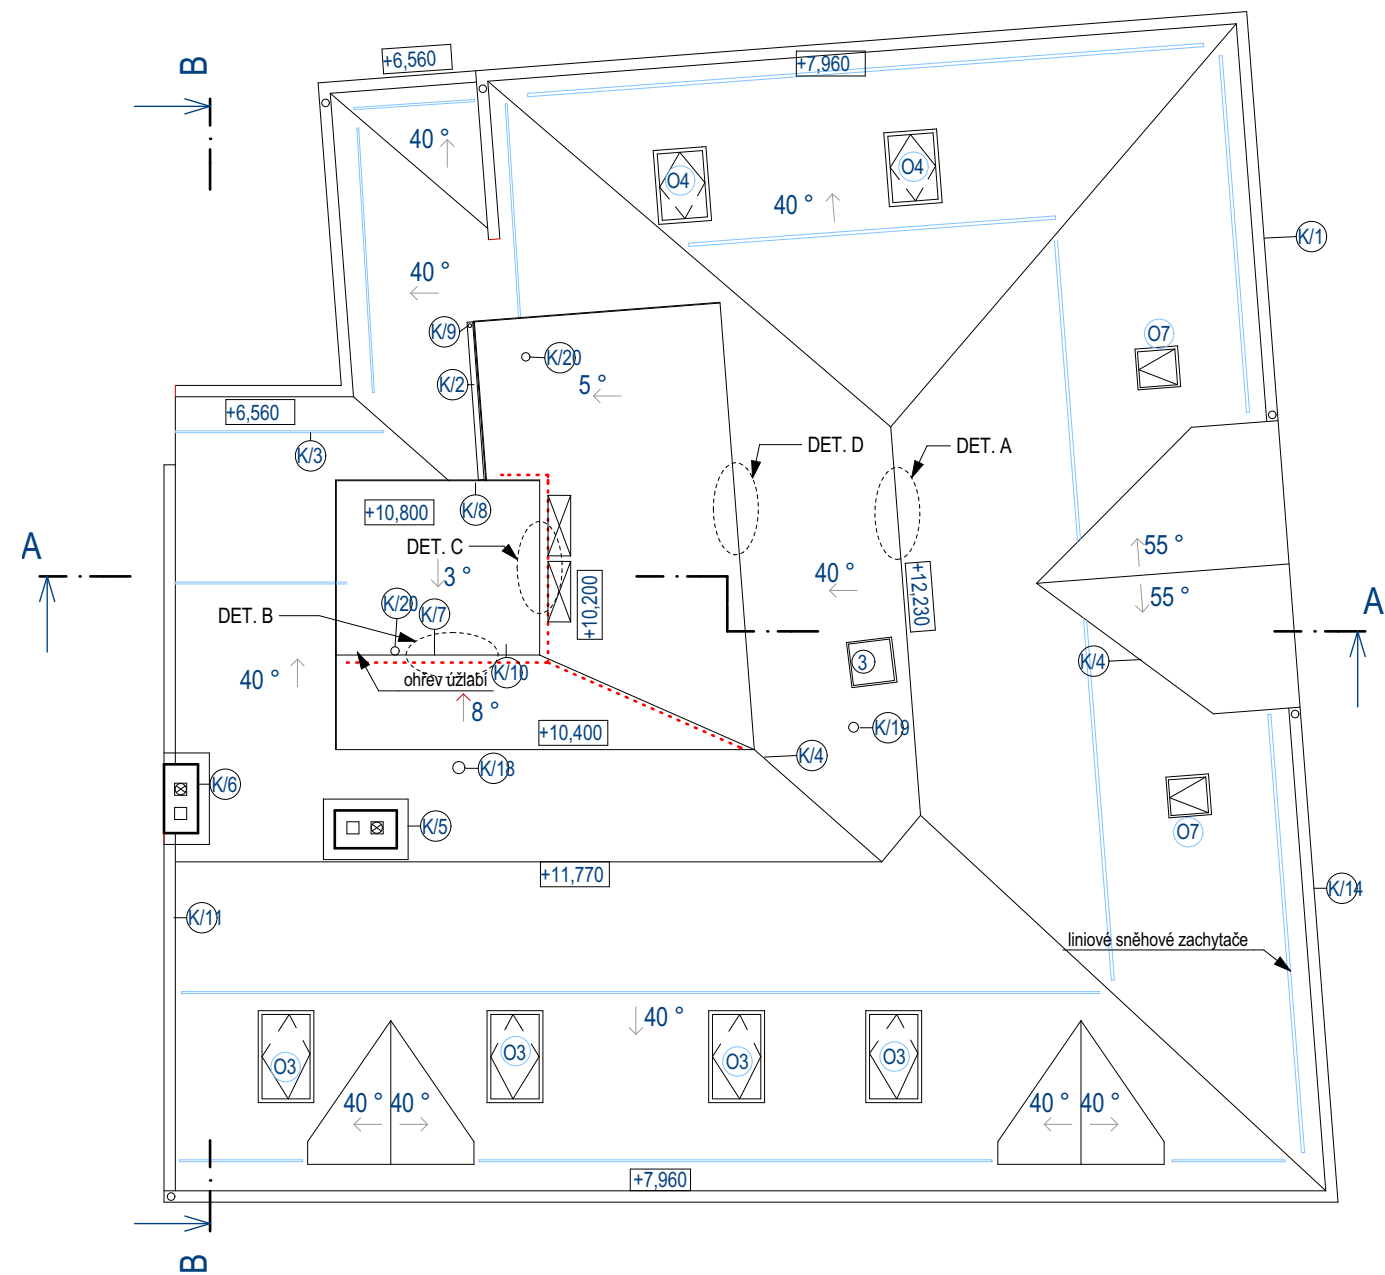 B
+6,560
+7,960
40 °
O4
O4
40 °
K/1
40 °
K/9
K/20
O7
K/2
5 °
+6,560
K/3
DET. D
DET. A
+10,800
K/8
DET. C
A
55 °
3 °
40 °
+10,200
+12,230
55 °
A
K/20
K/7
DET. B
K/10
3
K/4
40 °
ohřev úžlabí
8 °
+10,400
K/19
K/4
K/18
K/6
K/5
O7
+11,770
K/14
K/11
liniové sněhové zachytače
40 °
O3
O3
O3
O3
40 °
40 °
40 °
40 °
+7,960
B